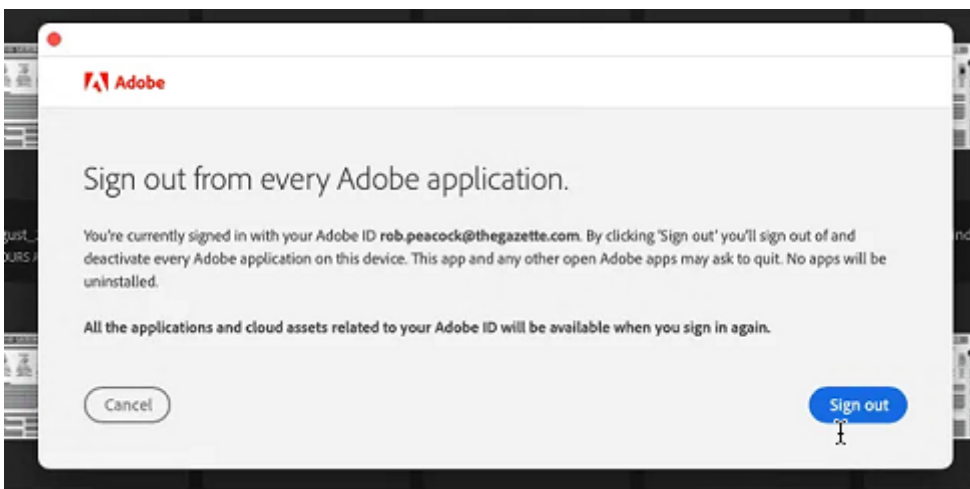 Adobe
Sign out from every Adobe application.
You're currently signed in with your Adobe ID rob.peacock@thegazette.com. By clicking 'Sign out' you'll sign out of and
deactivate every Adobe application on this device. This app and any other open Adobe apps may ask to quit. No apps will be
uninstalled.
All the applications and cloud assets related to your Adobe ID will be available when you sign in again.
Cancel
Sign out